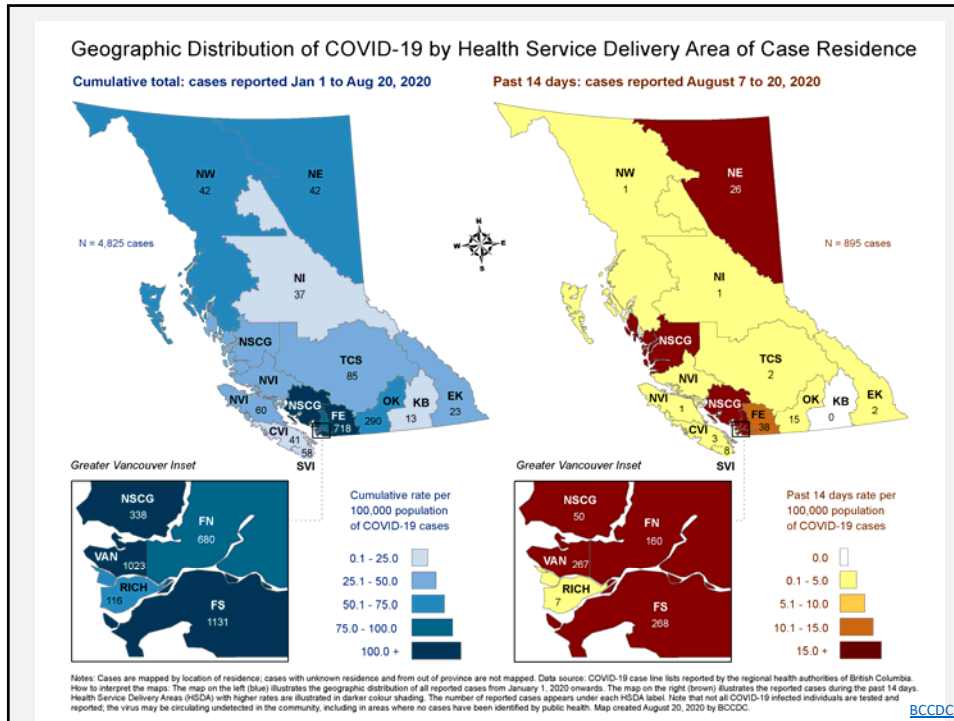 Geographic Distribution of COVID-19 by Health Service Delivery Area of Case Residence
Cumulative total: cases reported Jan 1 to Aug 20, 2020
Past 14 days: cases reported August 7 to 20, 2020
NW
42
NE
42
N = 4,825 cases
NI
37
NSCG
TCS
85
NVI
NVI
60
NSCG
FE
718
OK
290
KB
13
EK
23
CVI
41
58
SVI
N
W
E
S
NW
1
NE
26
N = 895 cases
NI
1
NSCG
TCS
2
NVI
NVI
1
NSCG
FE
38
OK
15
KB
0
EK
2
CVI
3
8
SVI
Greater Vancouver Inset
NSCG
338
FN
680
VAN
1023
RICH
116
FS
1131
Cumulative rate per
100,000 population
of COVID-19 cases
0.1 - 25.0
25.1 - 50.0
50.1 - 75.0
75.0 - 100.0
100.0 +
Greater Vancouver Inset
NSCG
50
FN
160
VAN
267
RICH
7
FS
268
Past 14 days rate per
100,000 population
of COVID-19 cases
0.0
0.1 - 5.0
5.1 - 10.0
10.1 - 15.0
15.0 +
Notes: Cases are mapped by location of residence; cases with unknown residence and from out of province are not mapped. Data source: COVID-19 case line lists reported by the regional health authorities of British Columbia.
How to interpret the maps: The map on the left (blue) illustrates the geographic distribution of all reported cases from January 1, 2020 onwards. The map on the right (brown) illustrates the reported cases during the past 14 days.
Health Service Delivery Areas (HSDA) with higher rates are illustrated in darker colour shading. The number of reported cases appears under each HSDA label. Note that not all COVID-19 infected individuals are tested and
reported; the virus may be circulating undetected in the community, including in areas where no cases have been identified by public health. Map created August 20, 2020 by BCCDC.
BCCDC